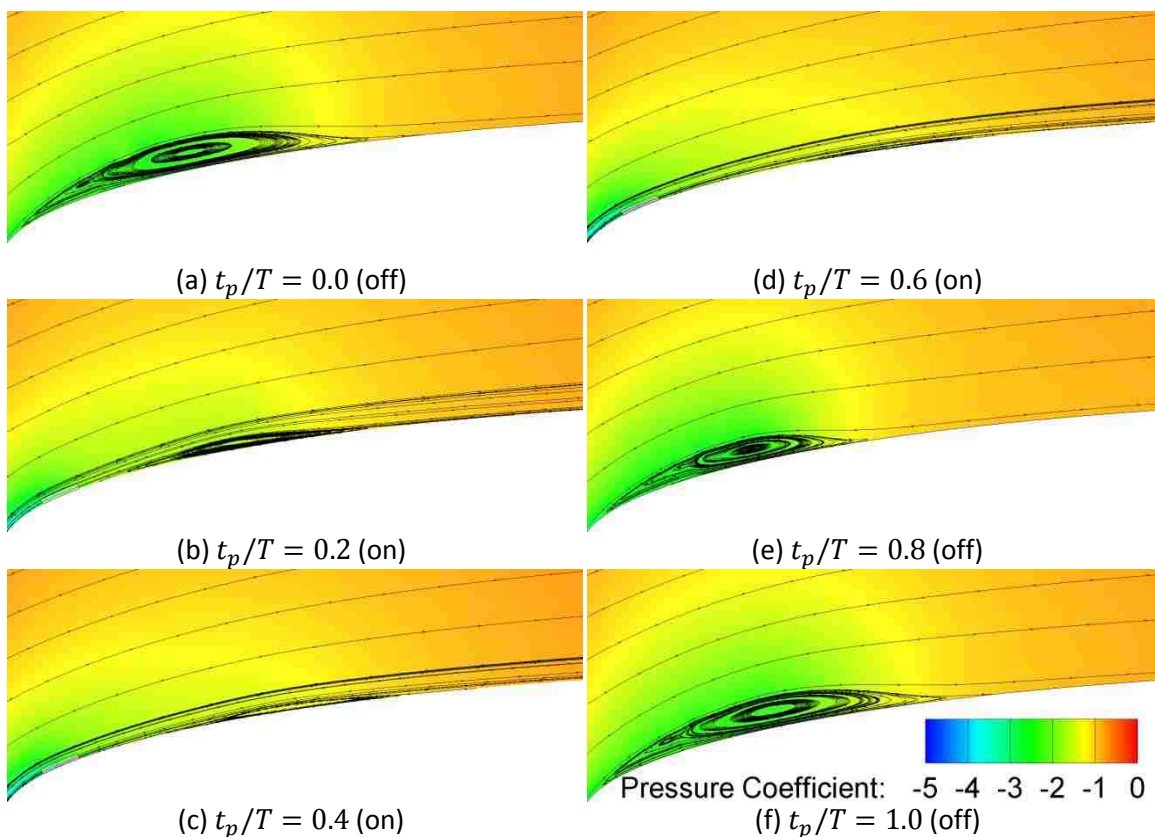 (a) t_p/T = 0.0 (off)
(d) t_p/T = 0.6 (on)
(b) t_p/T = 0.2 (on)
(e) t_p/T = 0.8 (off)
Pressure Coefficient: -5 -4 -3 -2 -1 0
(c) t_p/T = 0.4 (on)
(f) t_p/T = 1.0 (off)